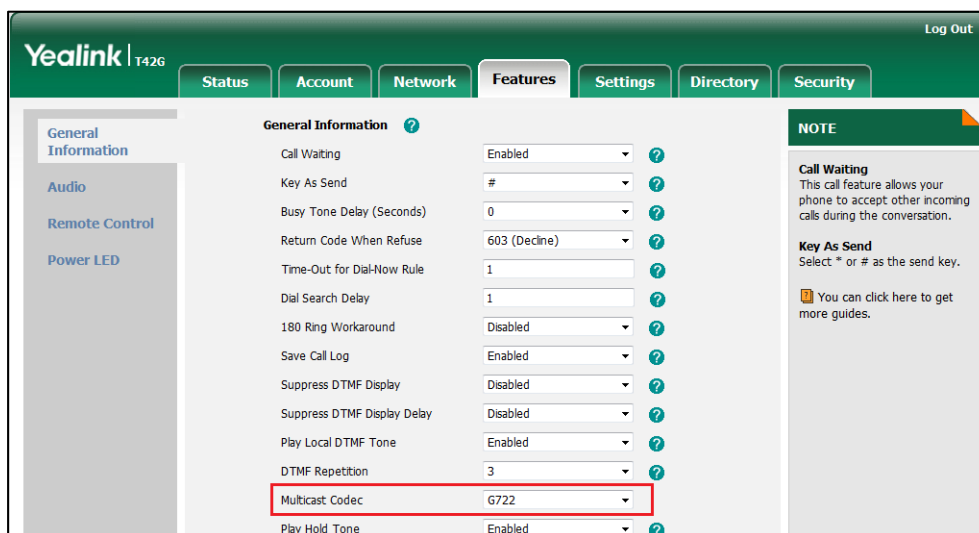 Log Out
Yealink T42G
Status Account Network Features Settings Directory Security
General
Information
Audio
Remote Control
Power LED
General Information ?
Call Waiting Enabled ?
Key As Send # ?
Busy Tone Delay (Seconds) 0 ?
Return Code When Refuse 603 (Decline) ?
Time-Out for Dial-Now Rule 1 ?
Dial Search Delay 1 ?
180 Ring Workaround Disabled ?
Save Call Log Enabled ?
Suppress DTMF Display Disabled ?
Suppress DTMF Display Delay Disabled ?
Play Local DTMF Tone Enabled ?
DTMF Repetition 3 ?
Multicast Codec G722
Play Hold Tone Enabled ?
NOTE
Call Waiting
This call feature allows your
phone to accept other incoming
calls during the conversation.
Key As Send
Select * or # as the send key.
? You can click here to get
more guides.